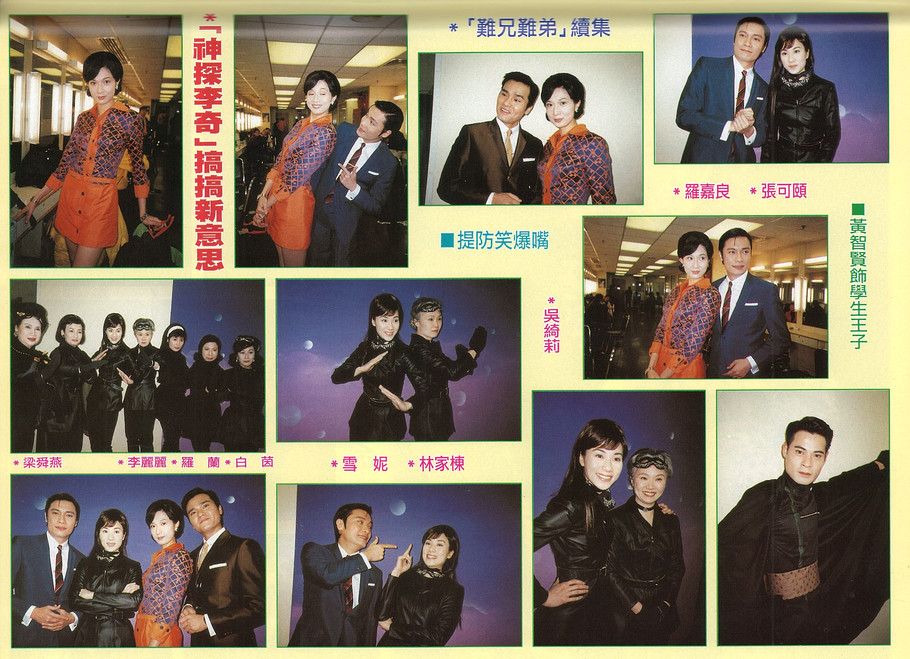 *「神探李奇」搞搞新意思
*「難兄難弟」續集
*羅嘉良 *張可頤
■提防笑爆嘴
■黃智賢飾學生王子
*吳綺莉
*梁舜燕 *李麗麗 *羅蘭 *白茵
*雪妮 *林家棟